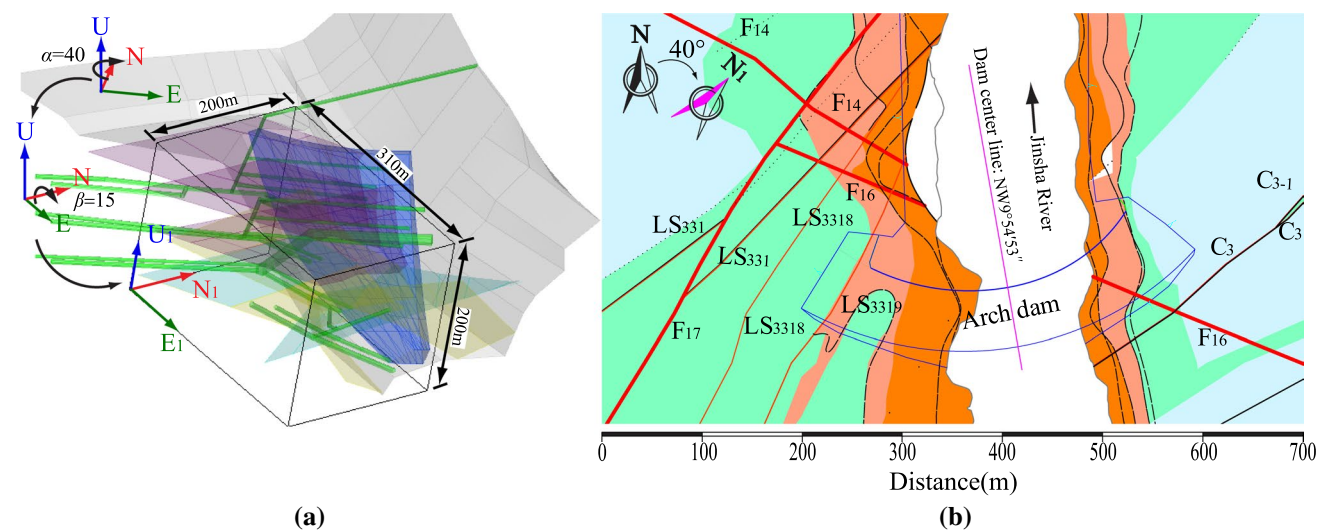 U
α=40
N
E
200m
310m
U
N
β=15
E
U₁
N₁
E₁
200m
(a)
N
40°
N₁
F₁₄
F₁₄
F₁₆
LS₃₃₁
LS₃₃₁₈
LS₃₃₁
LS₃₃₁₉
LS₃₃₁₈
F₁₇
Dam center line: NW9°54′53″
Jinsha River
Arch dam
C₃₋₁
C₃
C₃
F₁₆
0 100 200 300 400 500 600 700
Distance(m)
(b)